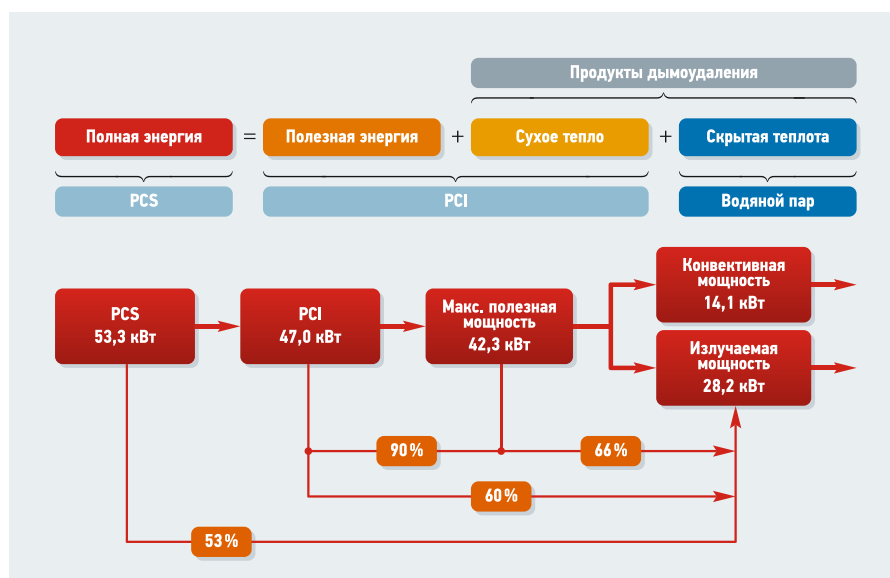 Продукты дымоудаления
Полная энергия = Полезная энергия + Сухое тепло + Скрытая теплота
PCS PCI Водяной пар
Конвективная
мощность
14,1 кВт
PCS
53,3 кВт
PCI
47,0 кВт
Макс. полезная
мощность
42,3 кВт
Излучаемая
мощность
28,2 кВт
90% 66%
60%
53%